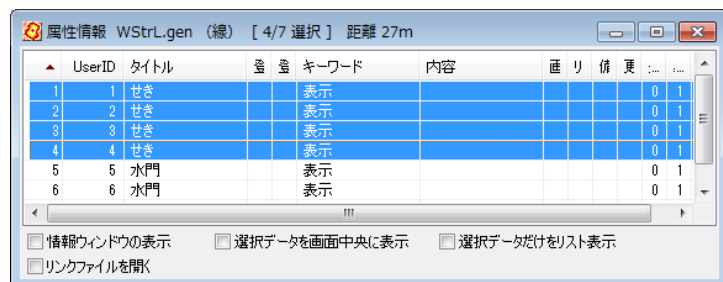 属性情報 WStrL.gen （線） [ 4/7 選択 ] 距離 27m
UserID タイトル 登 登 キーワード 内容 画 リ 値 更 :... :...
1 1 せき 表示 0 1
2 2 せき 表示 0 1
3 3 せき 表示 0 1
4 4 せき 表示 0 1
5 5 水門 表示 0 1
6 6 水門 表示 0 1
情報ウィンドウの表示 選択データを画面中央に表示 選択データだけをリスト表示
リンクファイルを開く